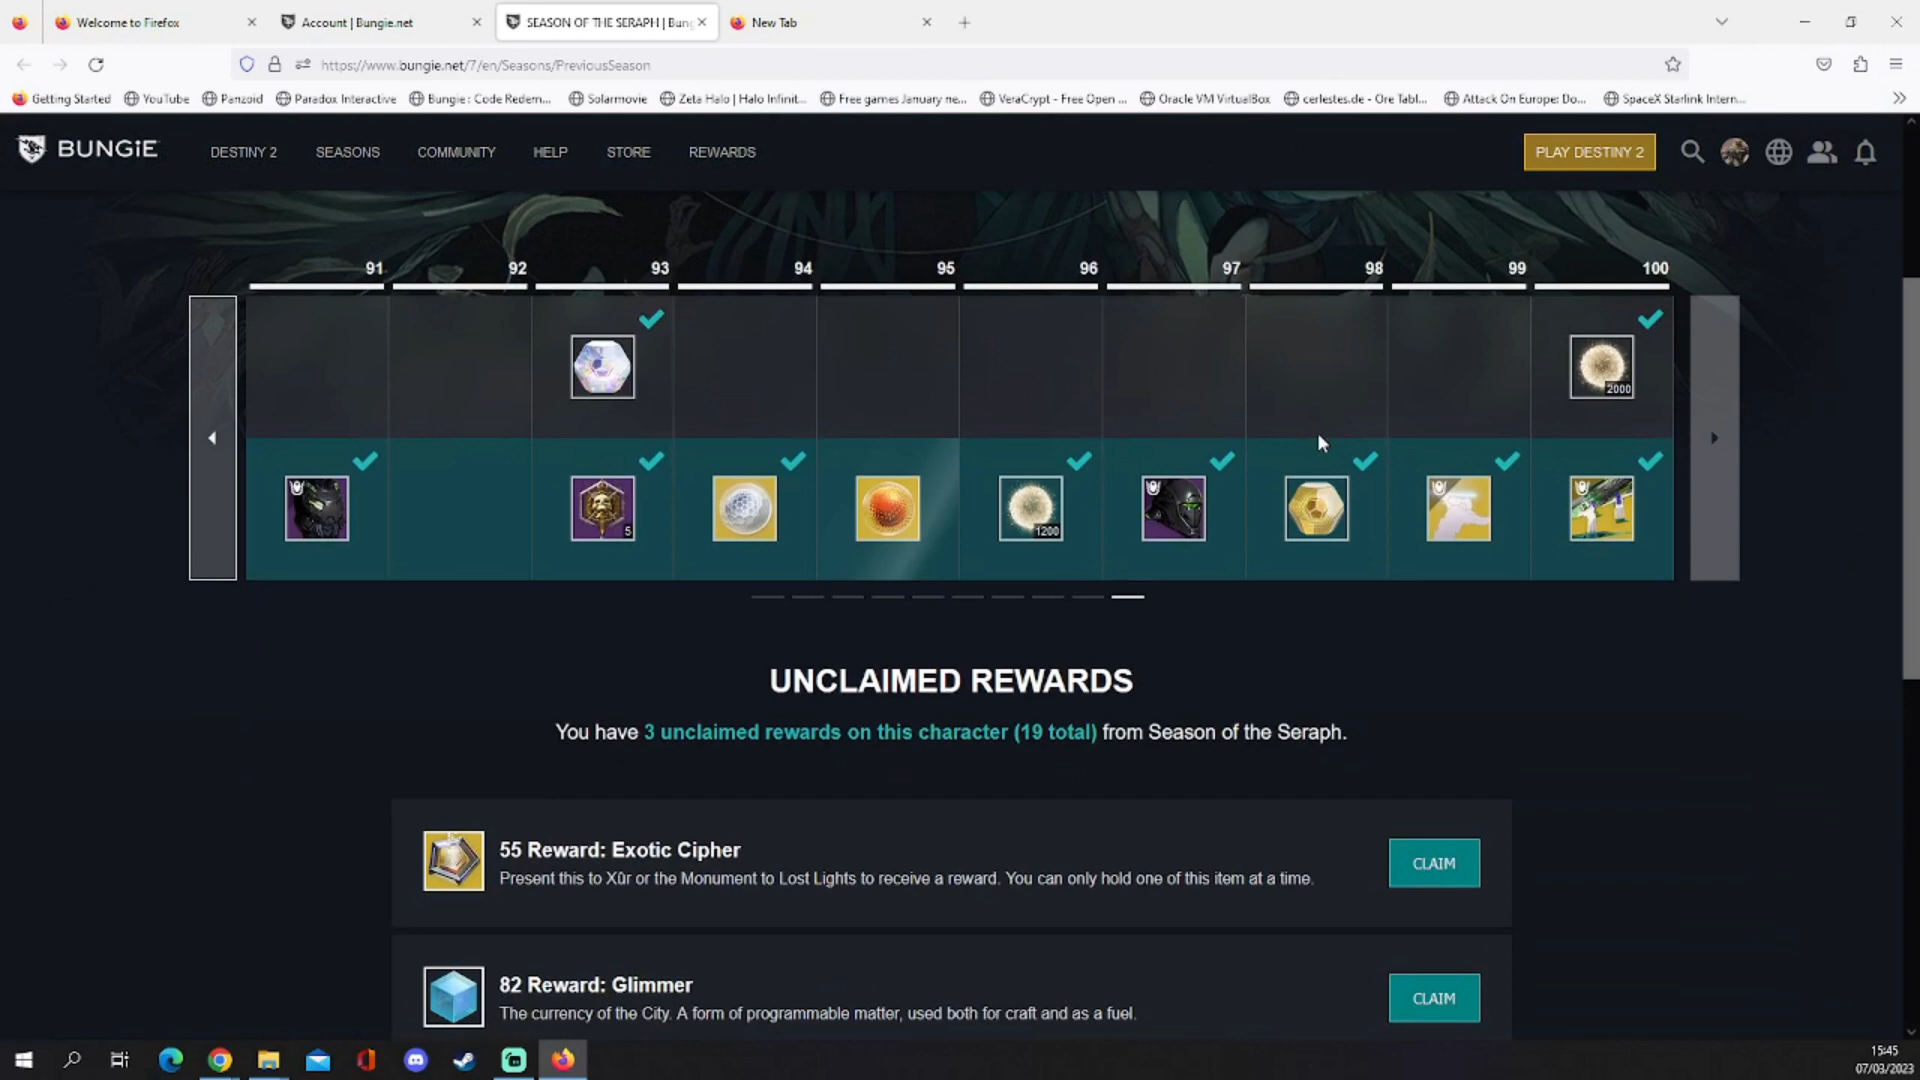 Welcome to Firefox
Account | Bungie.net
SEASON OF THE SERAPH | Bung
New Tab
https://www.bungie.net/7/en/Seasons/PreviousSeason
Getting Started
YouTube
Panzoid
Paradox Interactive
Bungie : Code Redem...
Solarmovie
Zeta Halo | Halo Infinit...
Free games January ne...
VeraCrypt - Free Open ...
Oracle VM VirtualBox
cerlestes.de - Ore Tabl...
Attack On Europe: Do...
SpaceX Starlink Intern...
BUNGiE
DESTINY 2
SEASONS
COMMUNITY
HELP
STORE
REWARDS
PLAY DESTINY 2
91
92
93
94
95
96
97
98
99
100
2000
5
1200
UNCLAIMED REWARDS
You have 3 unclaimed rewards on this character (19 total) from Season of the Seraph.
55 Reward: Exotic Cipher
Present this to Xûr or the Monument to Lost Lights to receive a reward. You can only hold one of this item at a time.
CLAIM
82 Reward: Glimmer
The currency of the City. A form of programmable matter, used both for craft and as a fuel.
CLAIM
15:45
07/03/2023